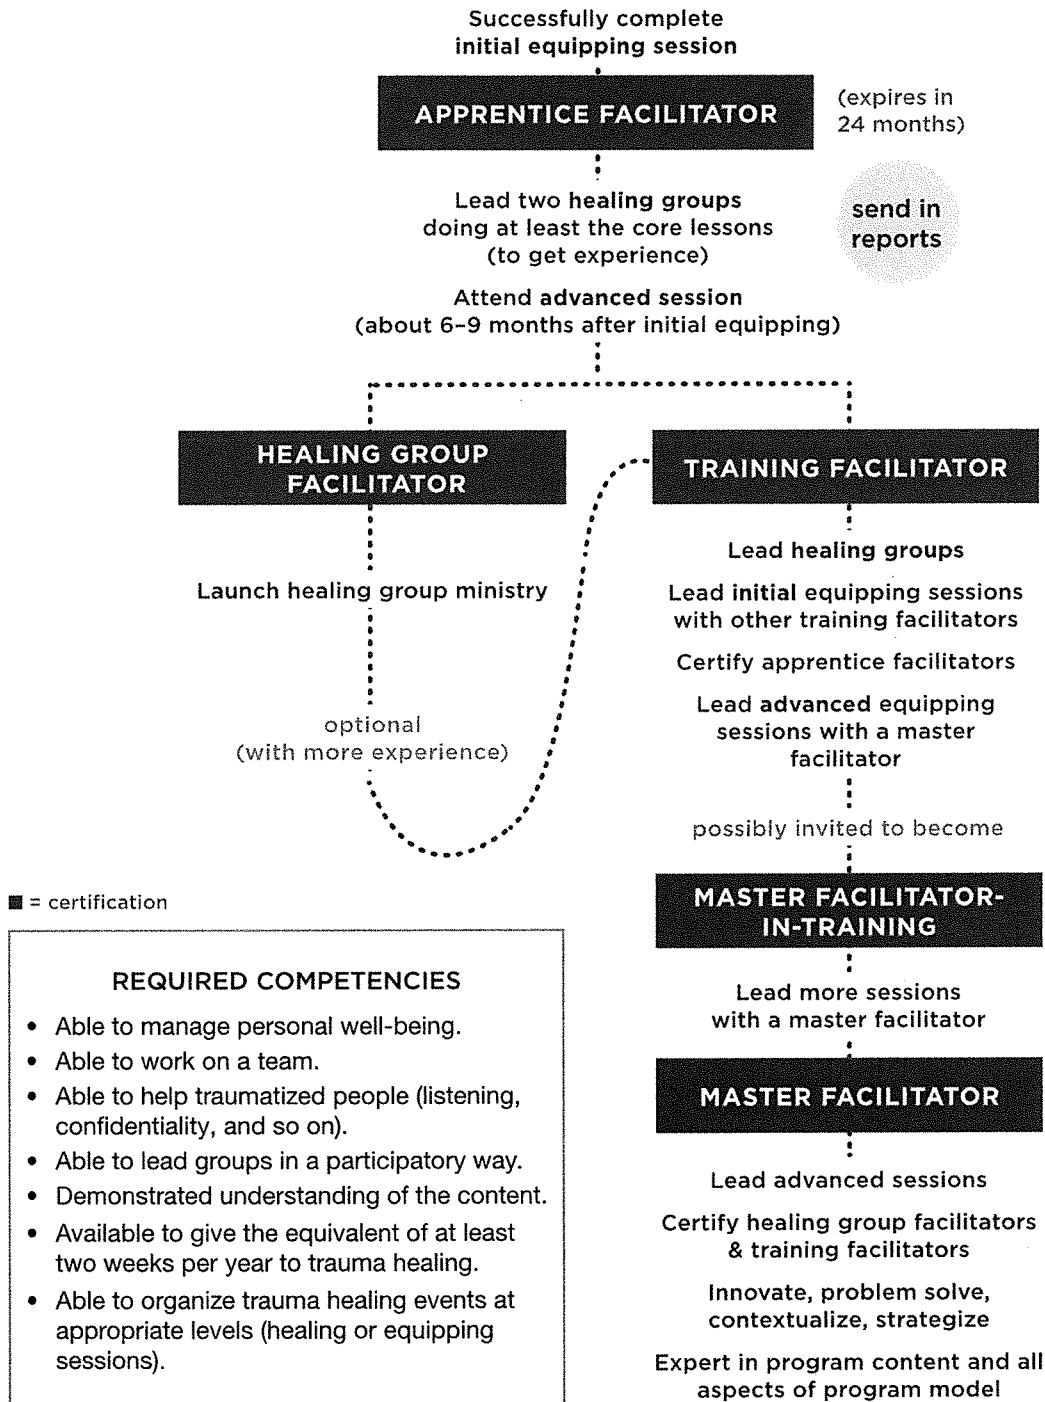 Successfully complete
initial equipping session
APPRENTICE FACILITATOR
(expires in
24 months)
Lead two healing groups
doing at least the core lessons
(to get experience)
send in
reports
Attend advanced session
(about 6–9 months after initial equipping)
HEALING GROUP
FACILITATOR
Launch healing group ministry
optional
(with more experience)
TRAINING FACILITATOR
Lead healing groups
Lead initial equipping sessions
with other training facilitators
Certify apprentice facilitators
Lead advanced equipping
sessions with a master
facilitator
possibly invited to become
MASTER FACILITATOR-
IN-TRAINING
Lead more sessions
with a master facilitator
MASTER FACILITATOR
Lead advanced sessions
Certify healing group facilitators
& training facilitators
Innovate, problem solve,
contextualize, strategize
Expert in program content and all
aspects of program model
■ = certification
REQUIRED COMPETENCIES
• Able to manage personal well-being.
• Able to work on a team.
• Able to help traumatized people (listening,
confidentiality, and so on).
• Able to lead groups in a participatory way.
• Demonstrated understanding of the content.
• Available to give the equivalent of at least
two weeks per year to trauma healing.
• Able to organize trauma healing events at
appropriate levels (healing or equipping
sessions).